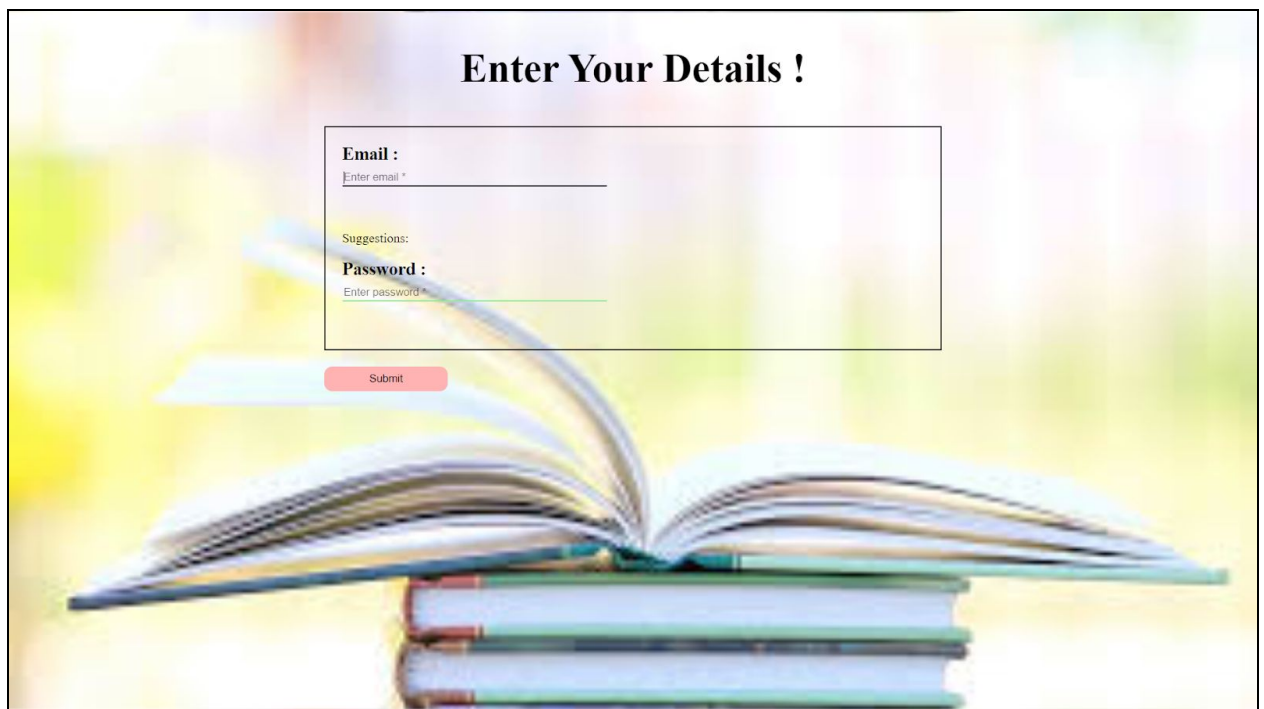 Enter Your Details !
Email :
Enter email *
Suggestions:
Password :
Enter password *
Submit